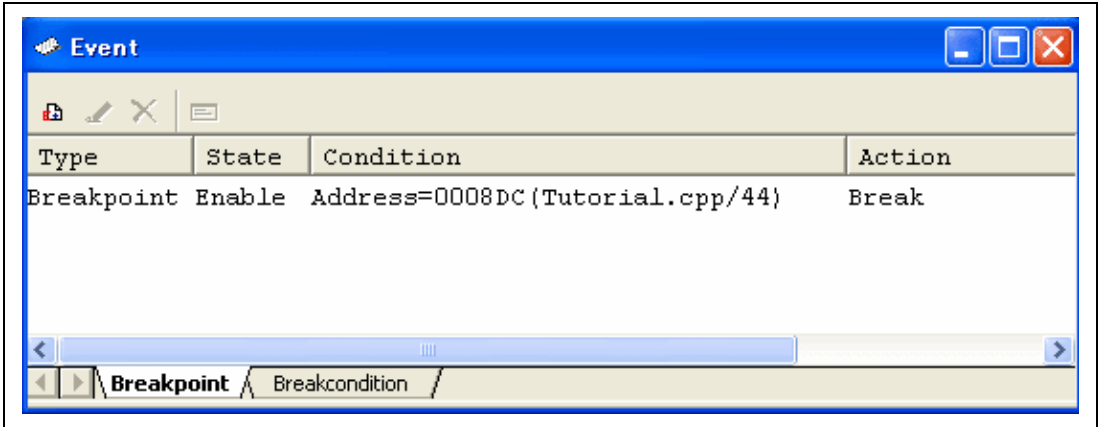 Event
Type State Condition Action
Breakpoint Enable Address=0008DC(Tutorial.cpp/44) Break
Breakpoint Breakcondition